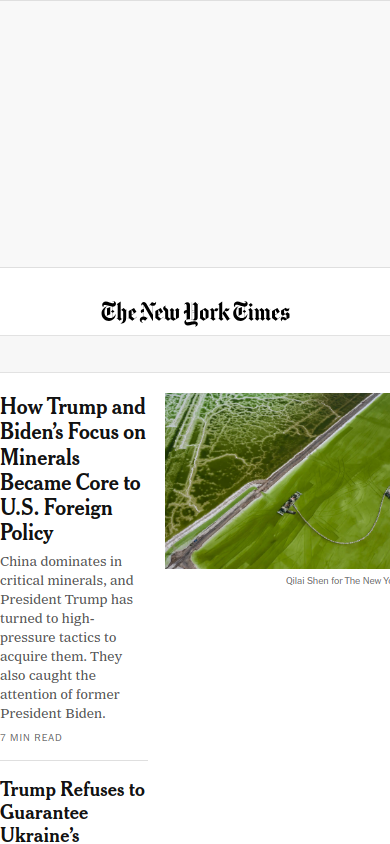 The New York Times
How Trump and
Biden’s Focus on
Minerals
Became Core to
U.S. Foreign
Policy
China dominates in
critical minerals, and
President Trump has
turned to high-
pressure tactics to
acquire them. They
also caught the
attention of former
President Biden.
7 MIN READ
Qilai Shen for The New Yo
Trump Refuses to
Guarantee
Ukraine’s